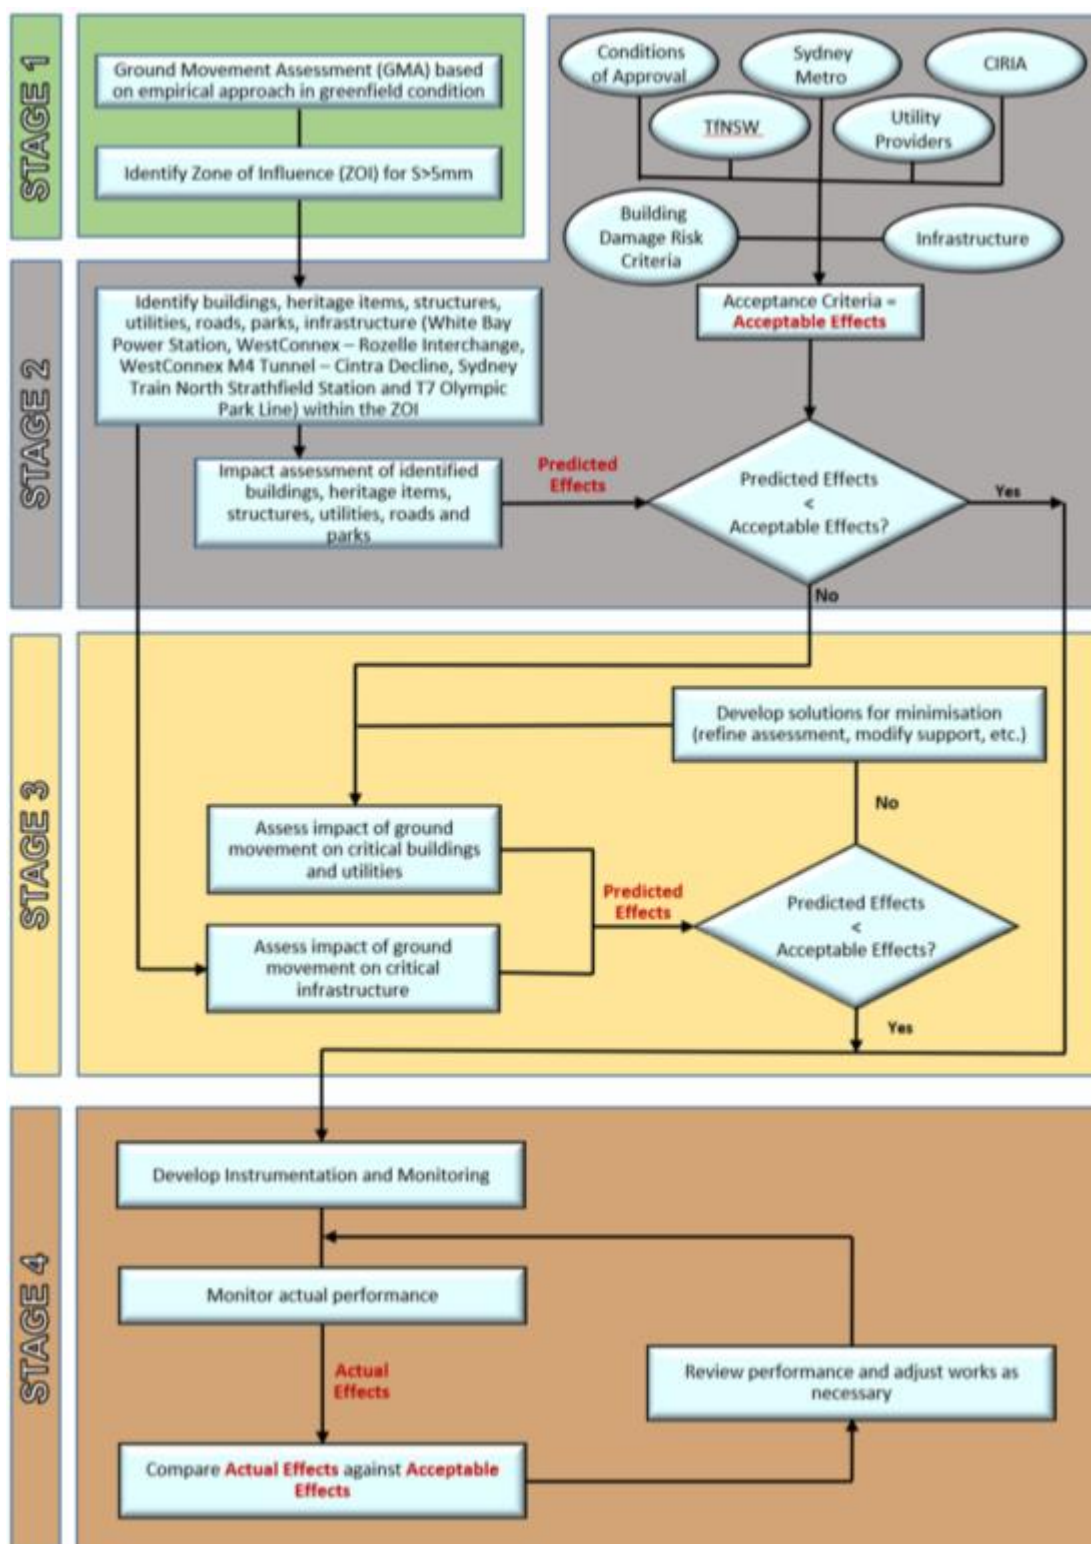 STAGE 1
Ground Movement Assessment (GMA) based
on empirical approach in greenfield condition
Identify Zone of Influence (ZOI) for S>5mm
Conditions
of Approval
Sydney
Metro
CIRIA
TfNSW
Utility
Providers
Building
Damage Risk
Criteria
Infrastructure
Acceptance Criteria =
Acceptable Effects
STAGE 2
Identify buildings, heritage items, structures,
utilities, roads, parks, infrastructure (White Bay
Power Station, WestConnex – Rozelle Interchange,
WestConnex M4 Tunnel – Cintra Decline, Sydney
Train North Strathfield Station and T7 Olympic
Park Line) within the ZOI
Impact assessment of identified
buildings, heritage items,
structures, utilities, roads and
parks
Predicted
Effects
Predicted Effects
<
Acceptable Effects?
Yes
No
STAGE 3
Develop solutions for minimisation
(refine assessment, modify support, etc.)
No
Assess impact of ground
movement on critical buildings
and utilities
Predicted
Effects
Predicted Effects
<
Acceptable Effects?
Assess impact of ground
movement on critical
infrastructure
Yes
STAGE 4
Develop Instrumentation and Monitoring
Monitor actual performance
Actual
Effects
Review performance and adjust works as
necessary
Compare Actual Effects against Acceptable
Effects